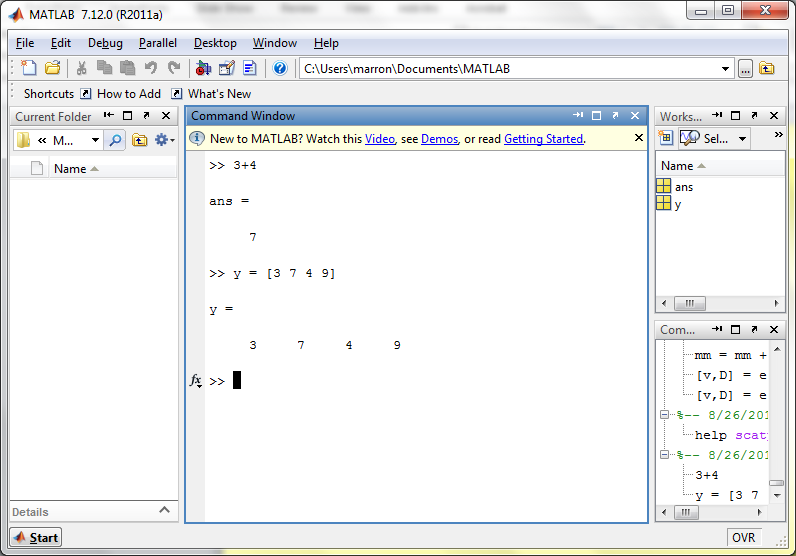 MATLAB 7.12.0 (R2011a)
File Edit Debug Parallel Desktop Window Help
C:\Users\marron\Documents\MATLAB
Shortcuts How to Add What's New
Current Folder
« M...
Name
Details
Command Window
New to MATLAB? Watch this Video, see Demos, or read Getting Started.
>> 3+4
ans =
7
>> y = [3 7 4 9]
y =
3 7 4 9
fx >>
Works...
Sel... »
Name
ans
y
Com...
mm = mm +
[v,D] = e
[v,D] = e
%-- 8/26/201
help scat
%-- 8/26/201
3+4
y = [3 7
Start
OVR